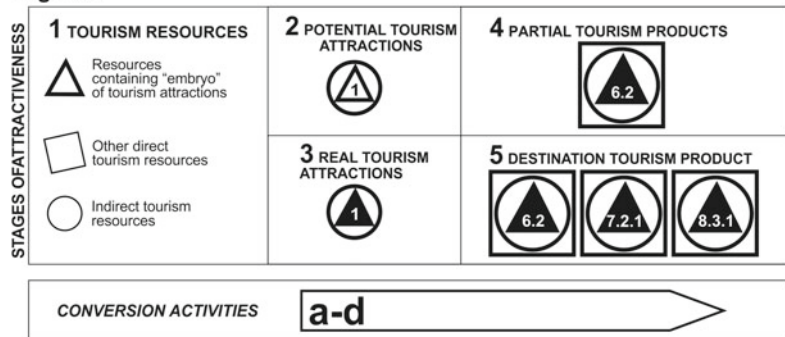 STAGES OFATTRACTIVENESS
1 TOURISM RESOURCES
Resources
containing "embryo"
of tourism attractions
Other direct
tourism resources
Indirect tourism
resources
2 POTENTIAL TOURISM
ATTRACTIONS
1
3 REAL TOURISM
ATTRACTIONS
1
4 PARTIAL TOURISM PRODUCTS
6.2
5 DESTINATION TOURISM PRODUCT
6.2 7.2.1 8.3.1
CONVERSION ACTIVITIES
a-d